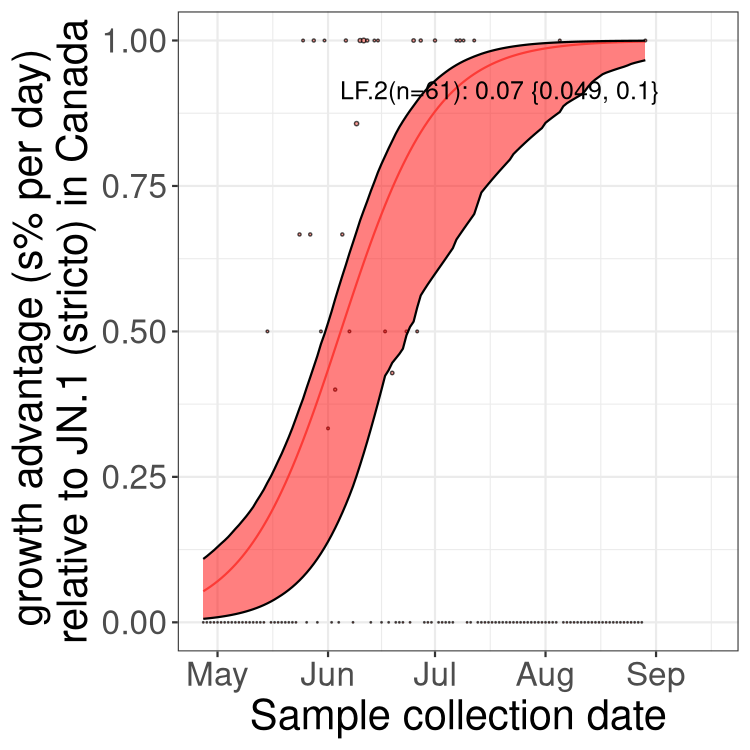 growth advantage (s% per day)
relative to JN.1 (stricto) in Canada
1.00
0.75
0.50
0.25
0.00
LF.2(n=61): 0.07 {0.049, 0.1}
May Jun Jul Aug Sep
Sample collection date